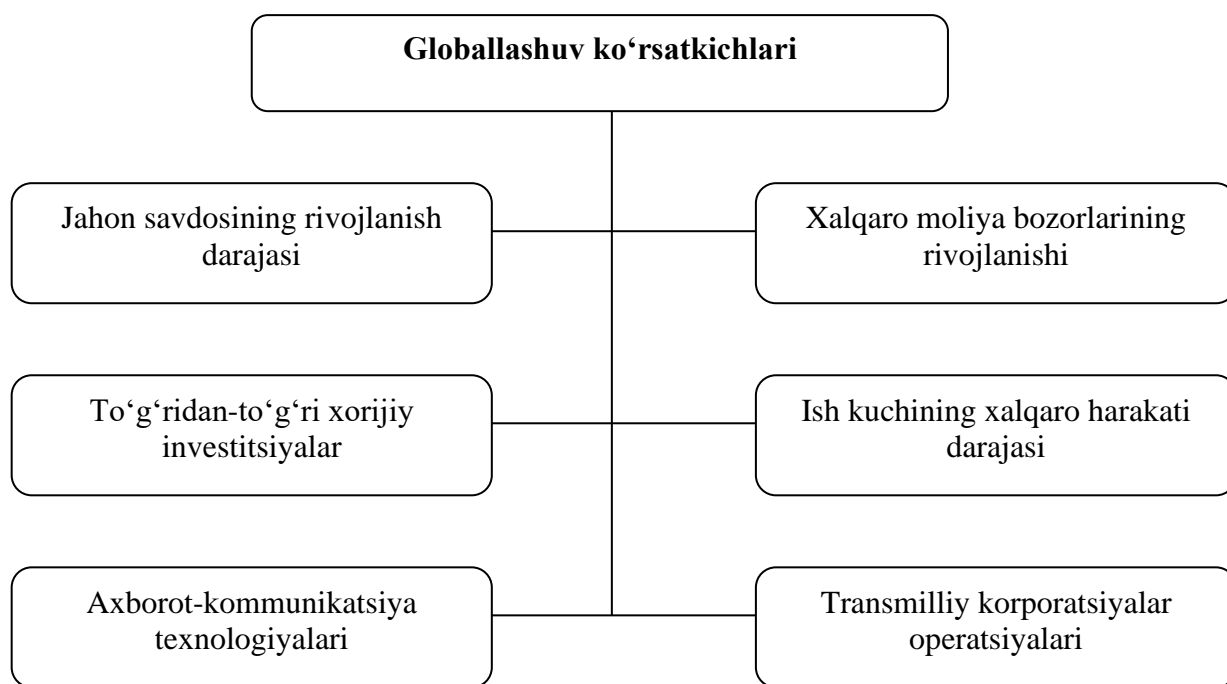 Globallashuv ko‘rsatkichlari
Jahon savdosining rivojlanish
darajasi
Xalqaro moliya bozorlarining
rivojlanishi
To‘g‘ridan-to‘g‘ri xorijiy
investitsiyalar
Ish kuchining xalqaro harakati
darajasi
Axborot-kommunikatsiya
texnologiyalari
Transmilliy korporatsiyalar
operatsiyalari